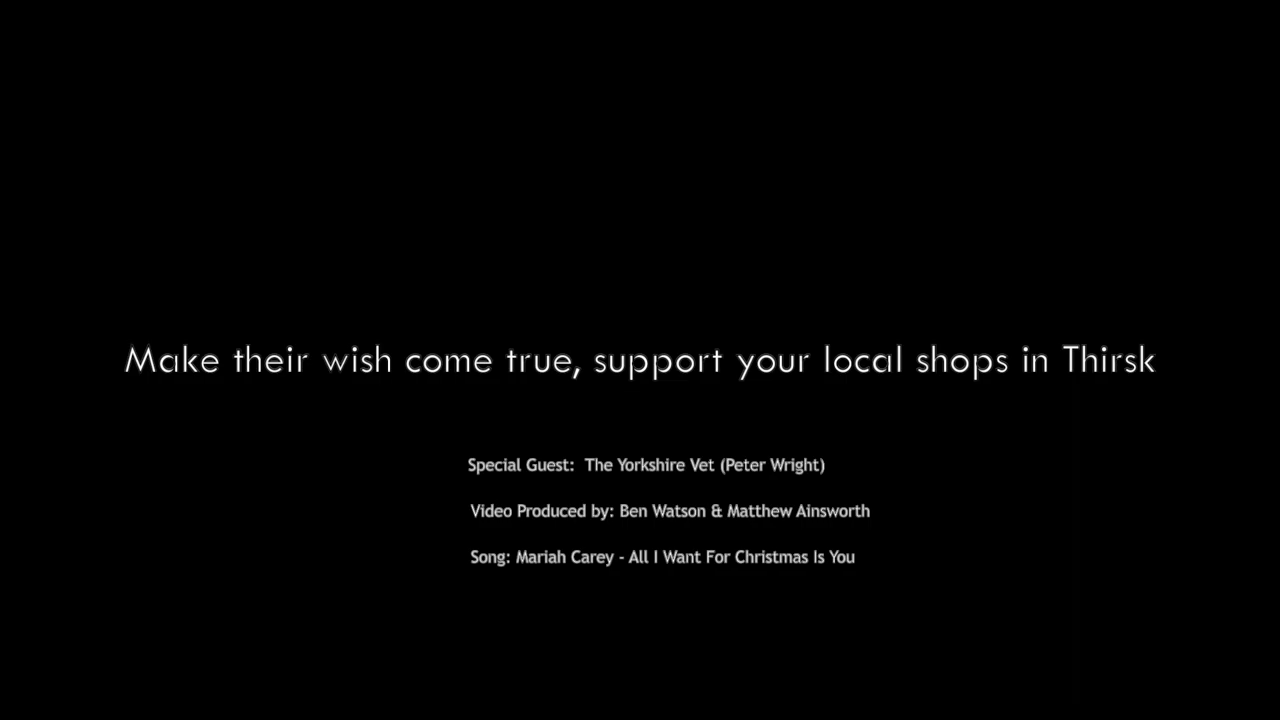 Make their wish come true, support your local shops in Thirsk
Special Guest: The Yorkshire Vet (Peter Wright)
Video Produced by: Ben Watson & Matthew Ainsworth
Song: Mariah Carey - All I Want For Christmas Is You